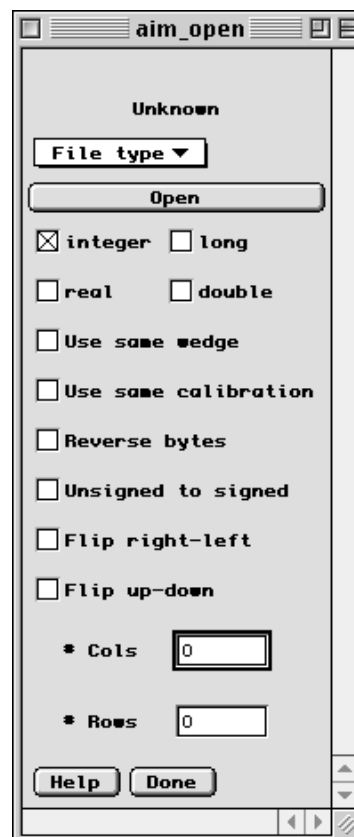 aim_open
Unknown
File type
Open
integer long
real double
Use same wedge
Use same calibration
Reverse bytes
Unsigned to signed
Flip right-left
Flip up-down
# Cols 0
# Rows 0
Help Done